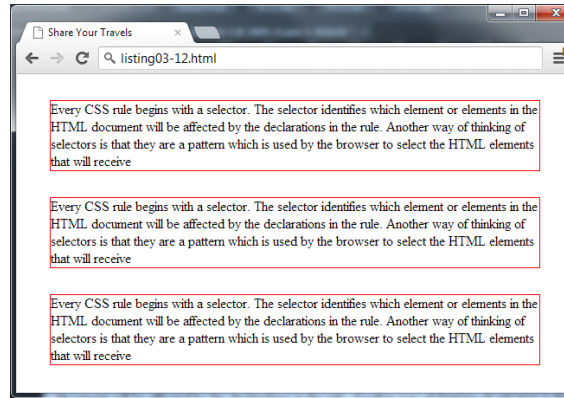 Share Your Travels
listing03-12.html
Every CSS rule begins with a selector. The selector identifies which element or elements in the
HTML document will be affected by the declarations in the rule. Another way of thinking of
selectors is that they are a pattern which is used by the browser to select the HTML elements
that will receive
Every CSS rule begins with a selector. The selector identifies which element or elements in the
HTML document will be affected by the declarations in the rule. Another way of thinking of
selectors is that they are a pattern which is used by the browser to select the HTML elements
that will receive
Every CSS rule begins with a selector. The selector identifies which element or elements in the
HTML document will be affected by the declarations in the rule. Another way of thinking of
selectors is that they are a pattern which is used by the browser to select the HTML elements
that will receive